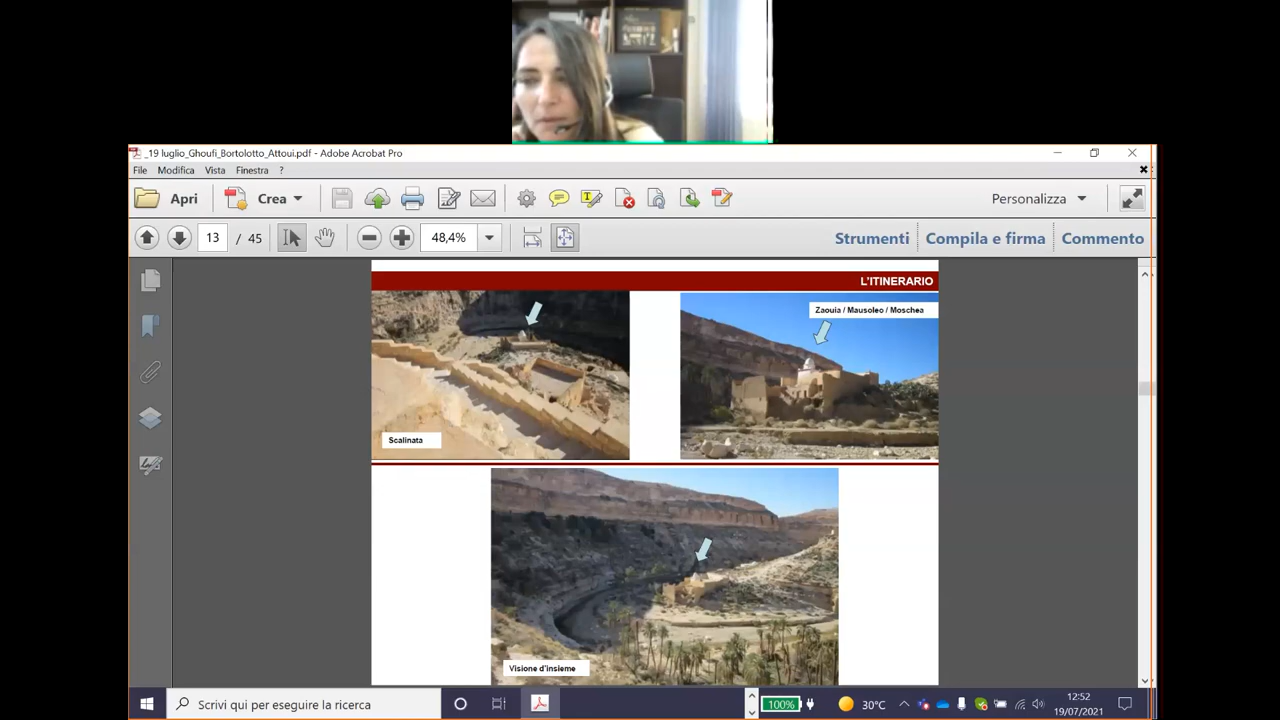 _19 luglio_Ghoufi_Bortolotto_Attoui.pdf - Adobe Acrobat Pro
File Modifica Vista Finestra ?
Apri Crea Personalizza
13 / 45 48,4% Strumenti Compila e firma Commento
L'ITINERARIO
Zaouia / Mausoleo / Moschea
Scalinata
Visione d'insieme
Scrivi qui per eseguire la ricerca
100% 30°C 12:52
19/07/2021